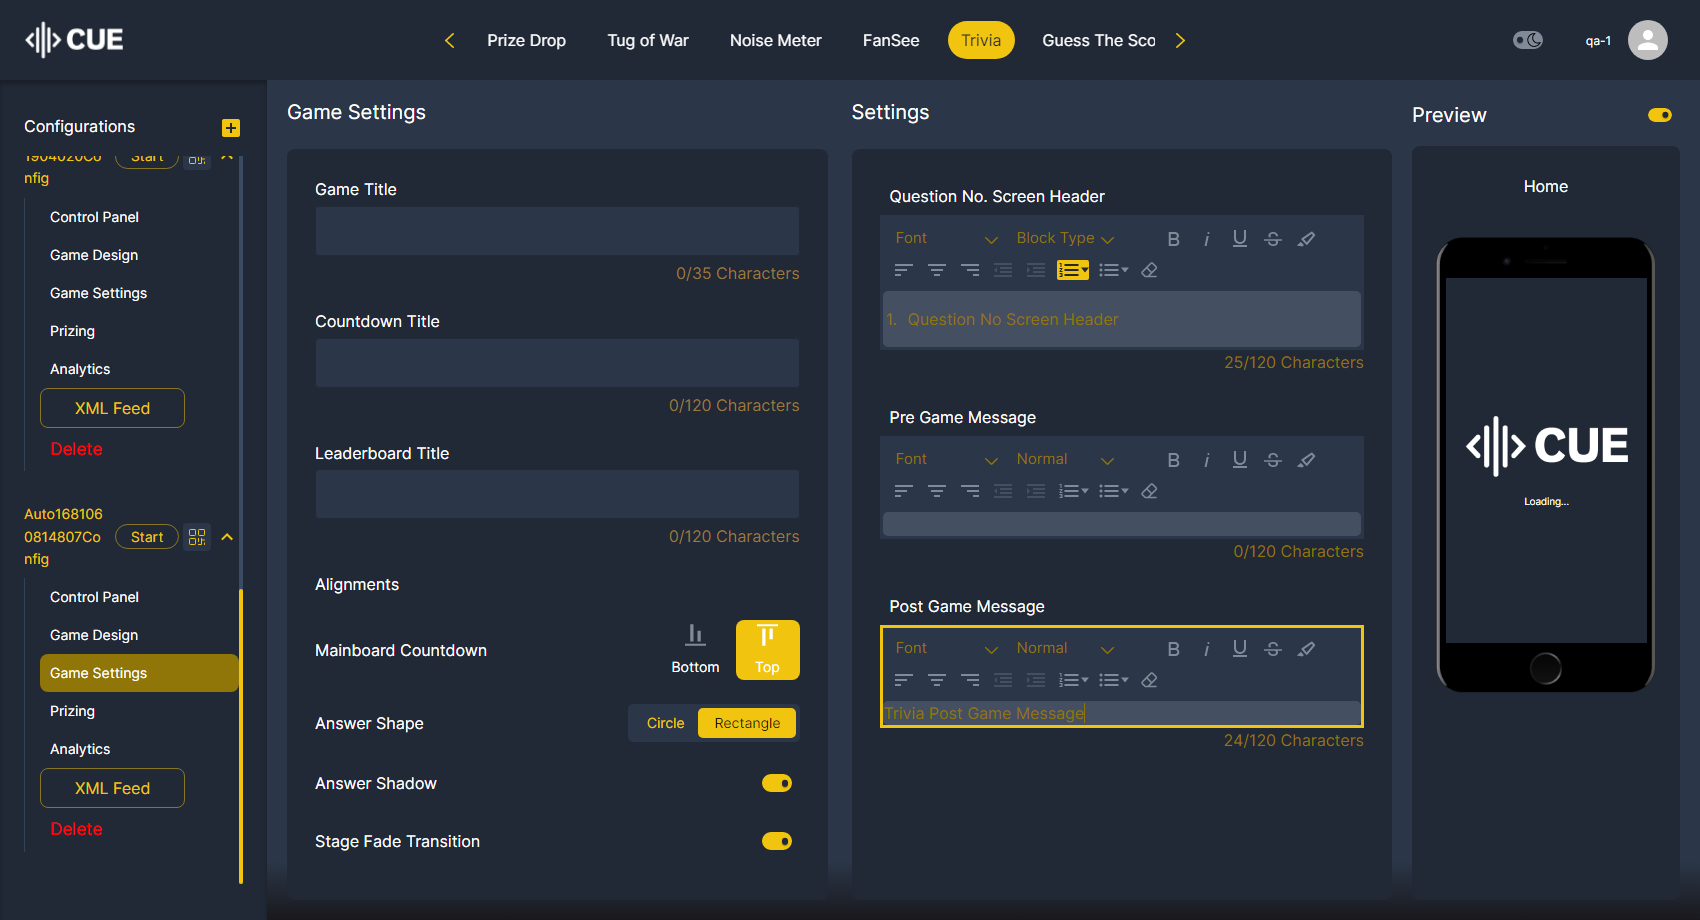 CUE
Prize Drop
Tug of War
Noise Meter
FanSee
Trivia
Guess The Sco
qa-1
Configurations
1904020Co
nfig
Start
Control Panel
Game Design
Game Settings
Prizing
Analytics
XML Feed
Delete
Auto168106
0814807Co
nfig
Start
Control Panel
Game Design
Game Settings
Prizing
Analytics
XML Feed
Delete
Game Settings
Game Title
0/35 Characters
Countdown Title
0/120 Characters
Leaderboard Title
0/120 Characters
Alignments
Mainboard Countdown
Bottom
Top
Answer Shape
Circle
Rectangle
Answer Shadow
Stage Fade Transition
Settings
Question No. Screen Header
Font
Block Type
B
i
U
S
1. Question No Screen Header
25/120 Characters
Pre Game Message
Font
Normal
B
i
U
S
0/120 Characters
Post Game Message
Font
Normal
B
i
U
S
Trivia Post Game Message
24/120 Characters
Preview
Home
CUE
Loading...